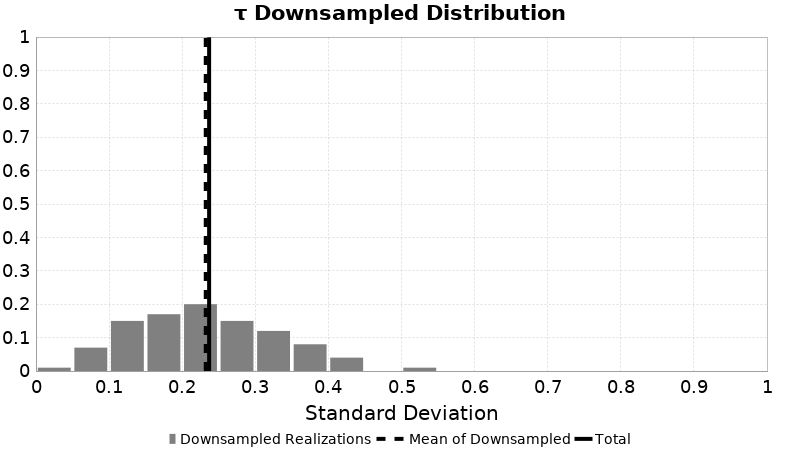 τ Downsampled Distribution
1
0.9
0.8
0.7
0.6
0.5
0.4
0.3
0.2
0.1
0
0 0.1 0.2 0.3 0.4 0.5 0.6 0.7 0.8 0.9 1
Standard Deviation
Downsampled Realizations Mean of Downsampled Total